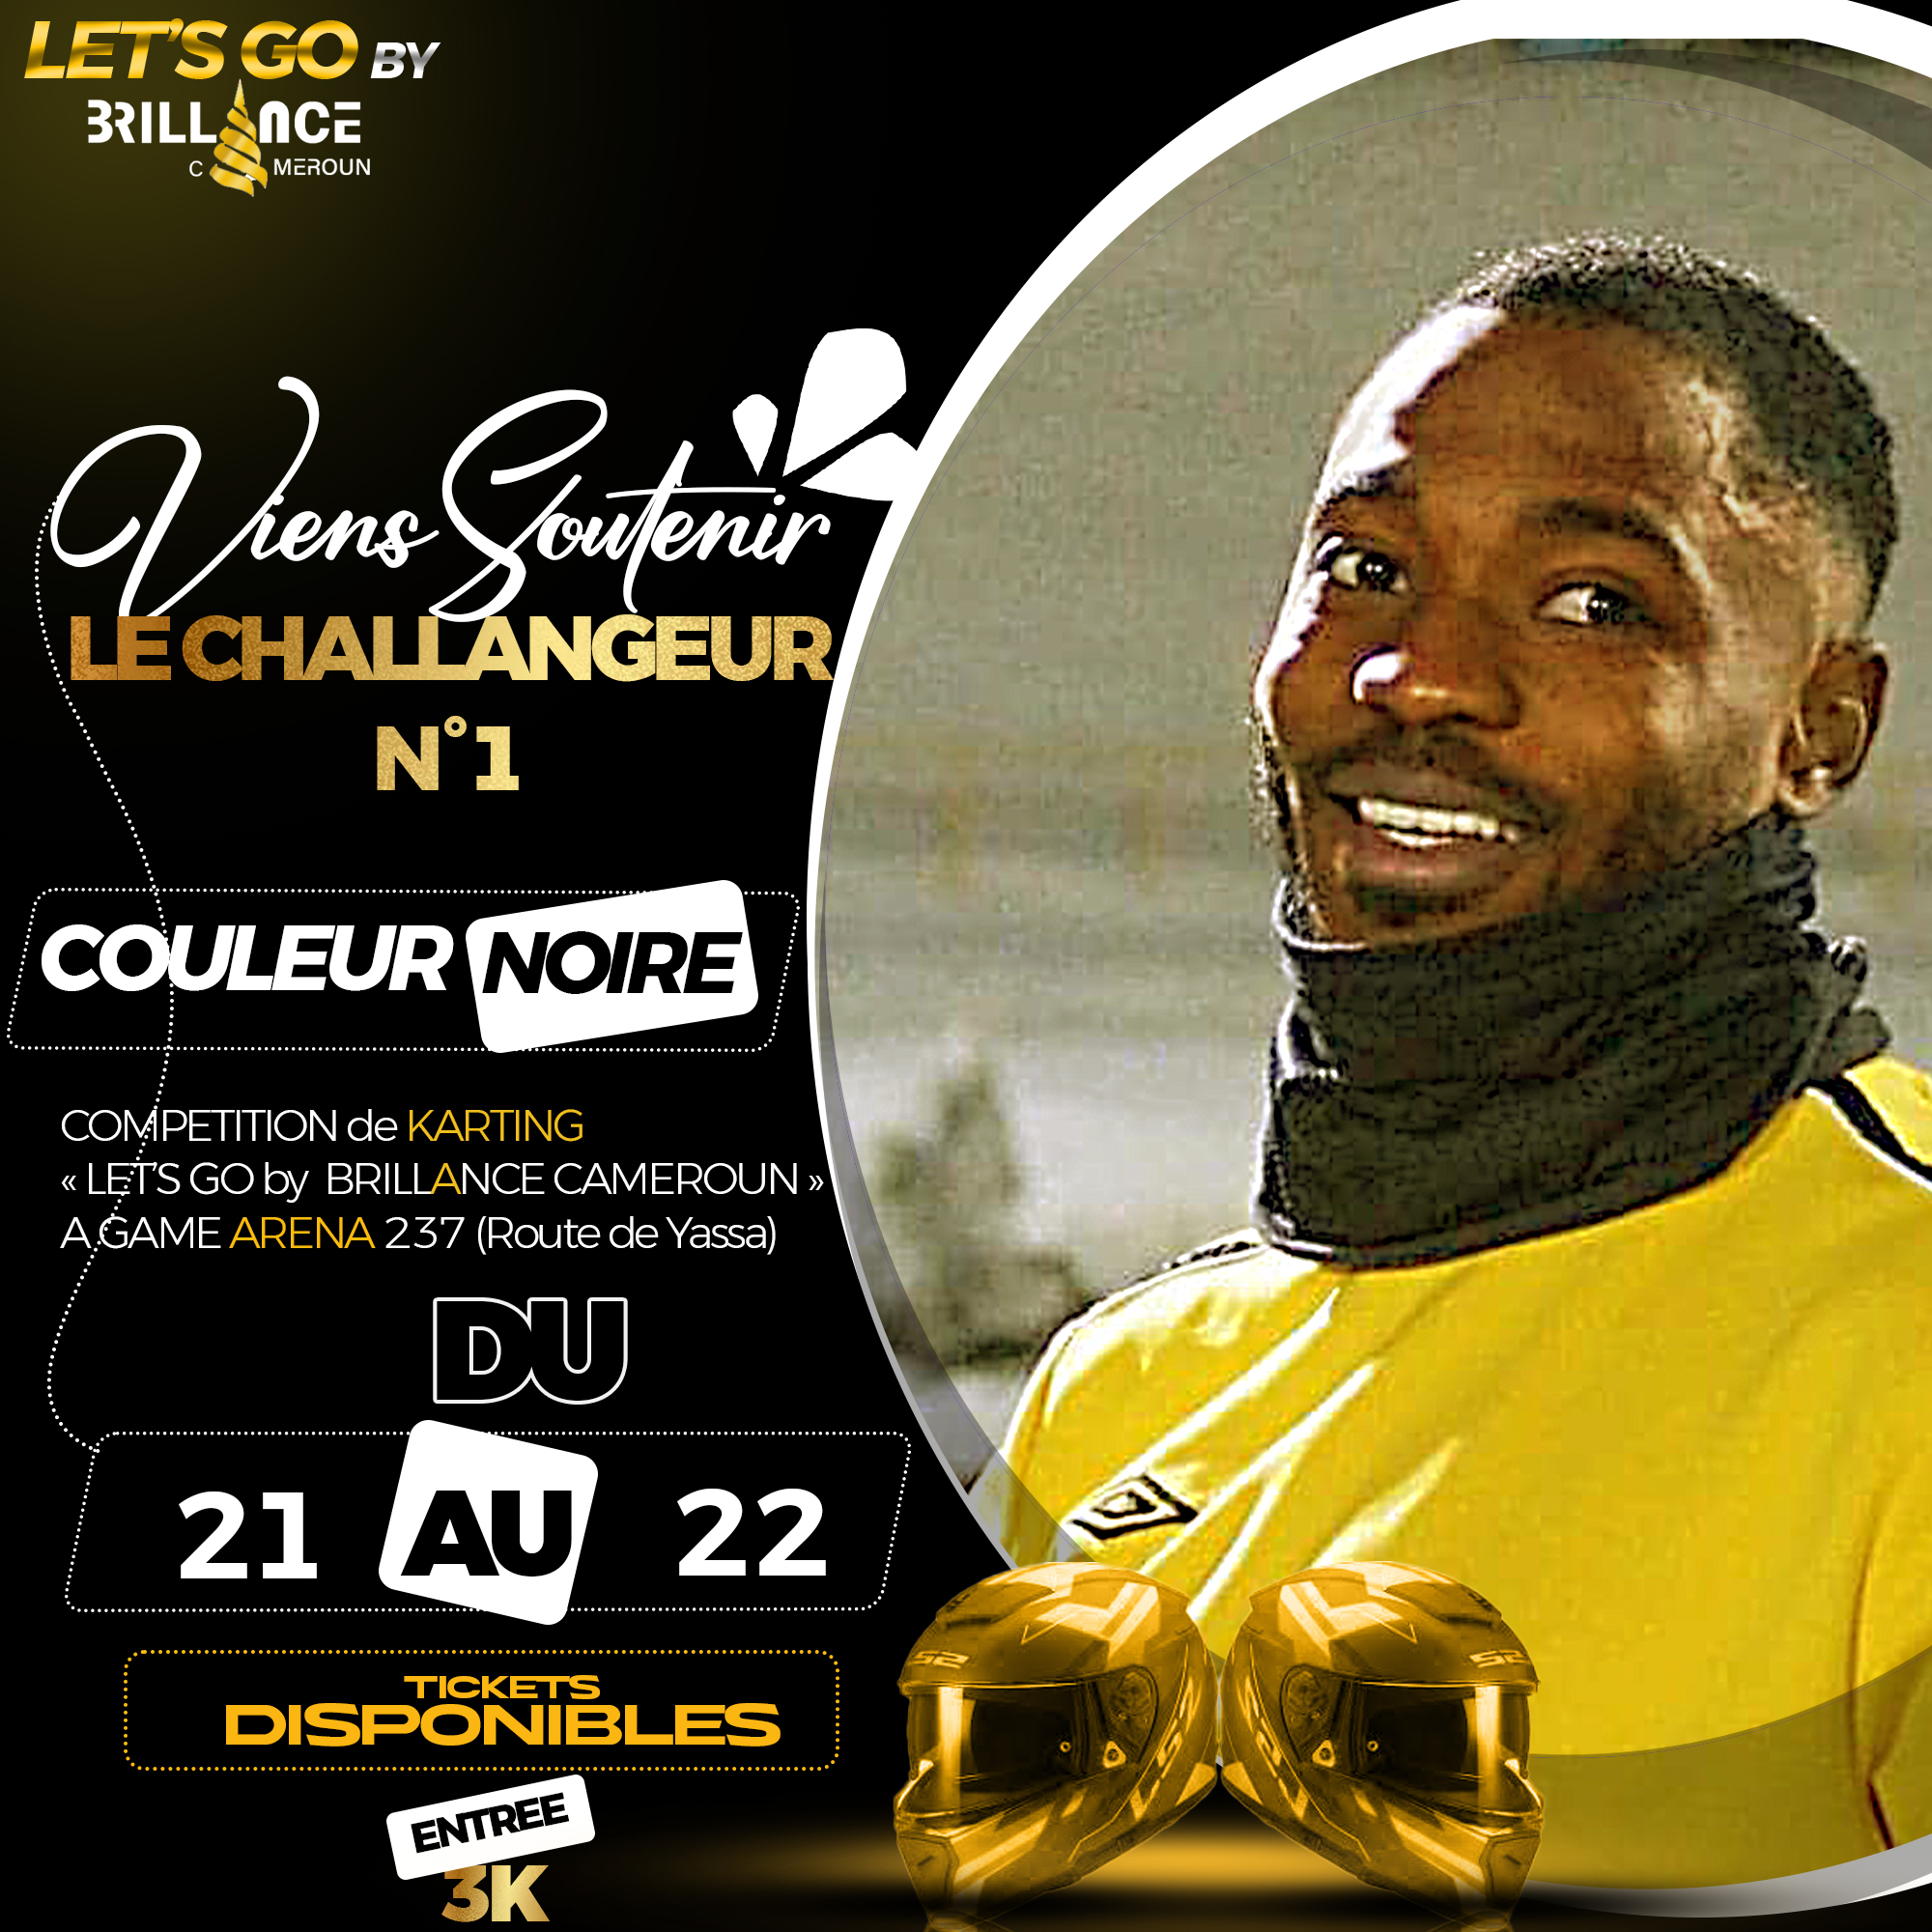 LET'S GO BY
BRILLANCE
CAMEROUN
Viens Soutenir
LE CHALLANGEUR
N°1
COULEUR NOIRE
COMPETITION de KARTING
« LET'S GO by BRILLANCE CAMEROUN »
A GAME ARENA 237 (Route de Yassa)
DU
21 AU 22
TICKETS
DISPONIBLES
ENTREE
3K